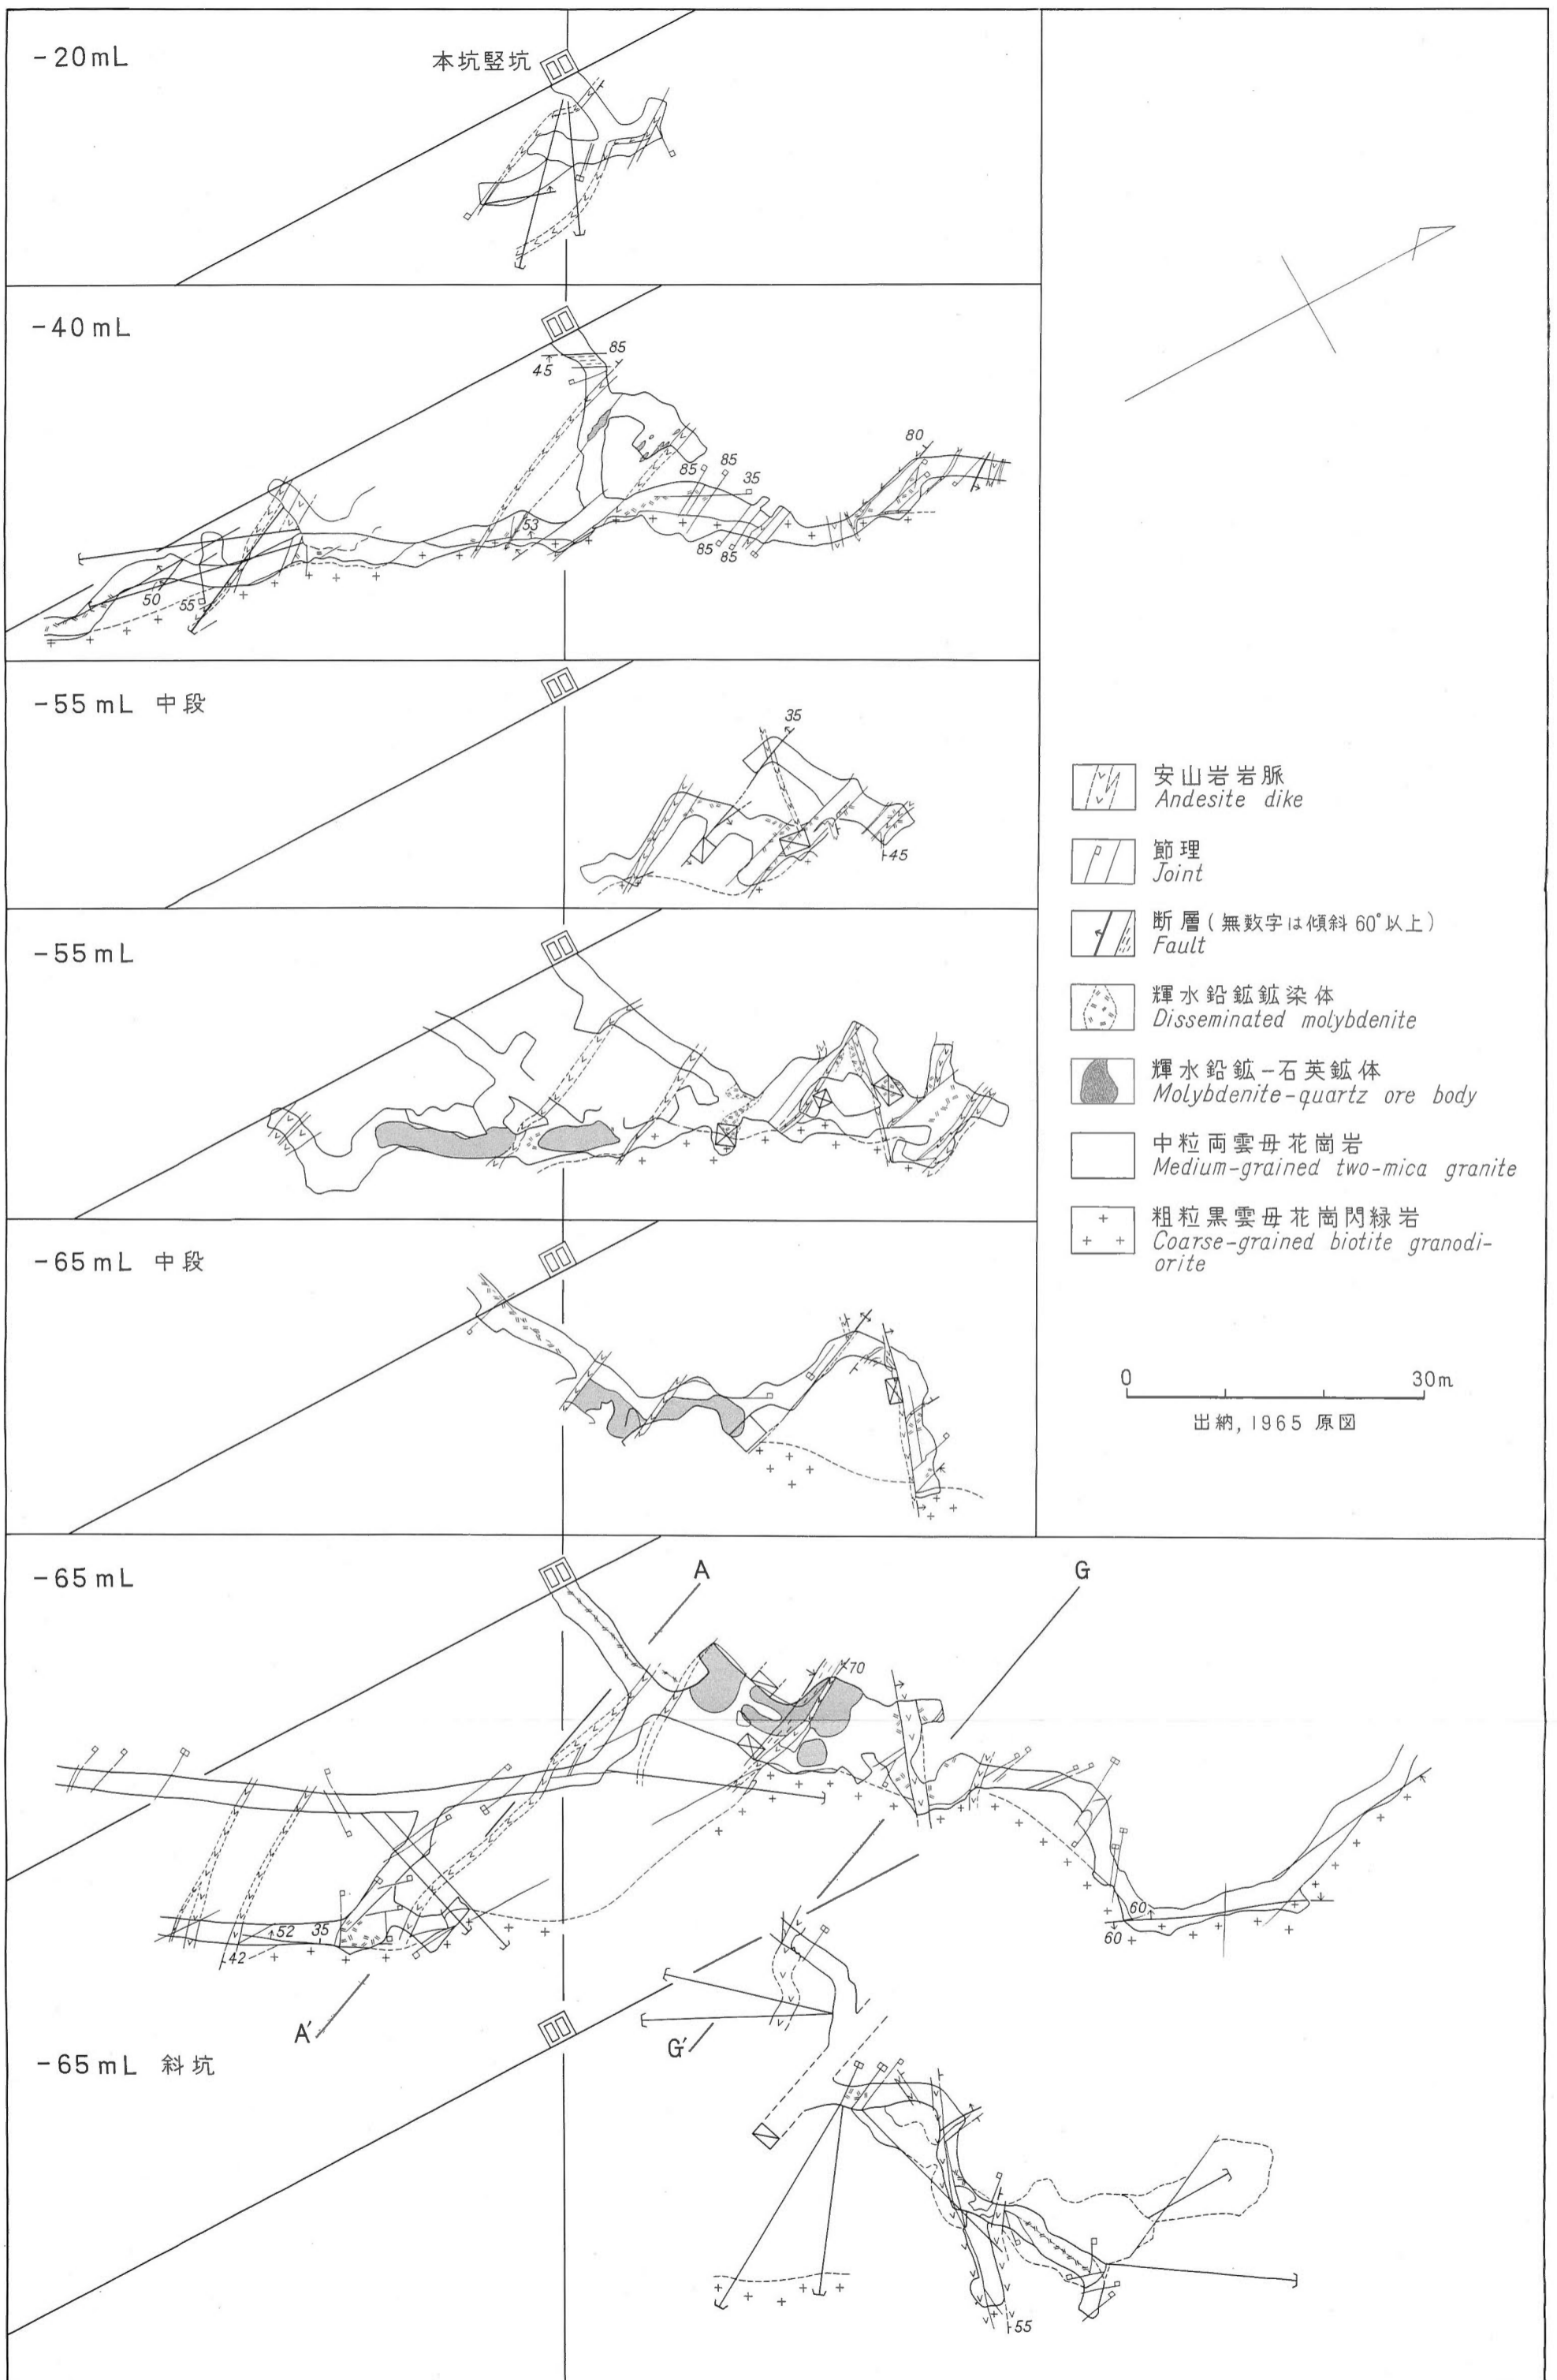 -20mL
本坑竪坑
-40mL
85
45
80
85
85
35
53
85
85
50
55
-55mL 中段
35
45
-55mL
-65mL 中段
-65mL
A
G
70
52
35
42
60
60
A′
G′
-65mL 斜坑
55
安山岩岩脈
Andesite dike
節理
Joint
断層(無数字は傾斜60°以上)
Fault
輝水鉛鉱鉱染体
Disseminated molybdenite
輝水鉛鉱-石英鉱体
Molybdenite-quartz ore body
中粒両雲母花崗岩
Medium-grained two-mica granite
粗粒黒雲母花崗閃緑岩
Coarse-grained biotite granodi-
orite
0 30m
出納, 1965 原図